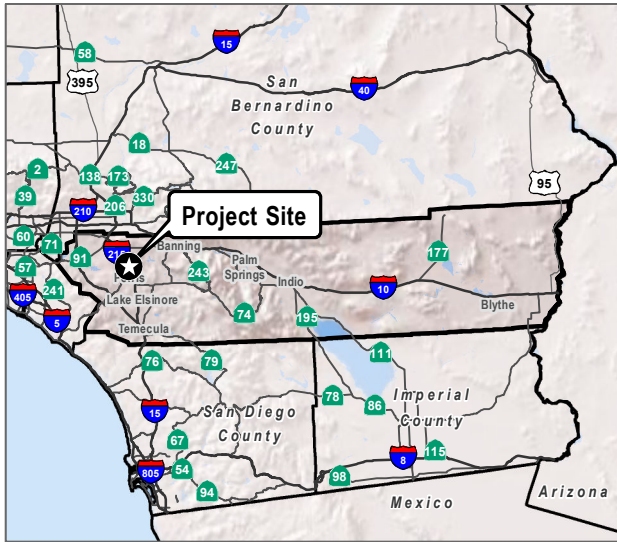 15
58
395
San
Bernardino
County
40
18
2
138
173
247
95
39
330
206
210
Project Site
60
71
91
215
Banning
177
57
243
Palm
Springs
Indio
Perris
405
241
Lake Elsinore
10
Blythe
5
74
195
Temecula
76
79
111
78
86
Imperial
County
15
San Diego
County
67
115
805
54
8
98
94
Mexico
Arizona